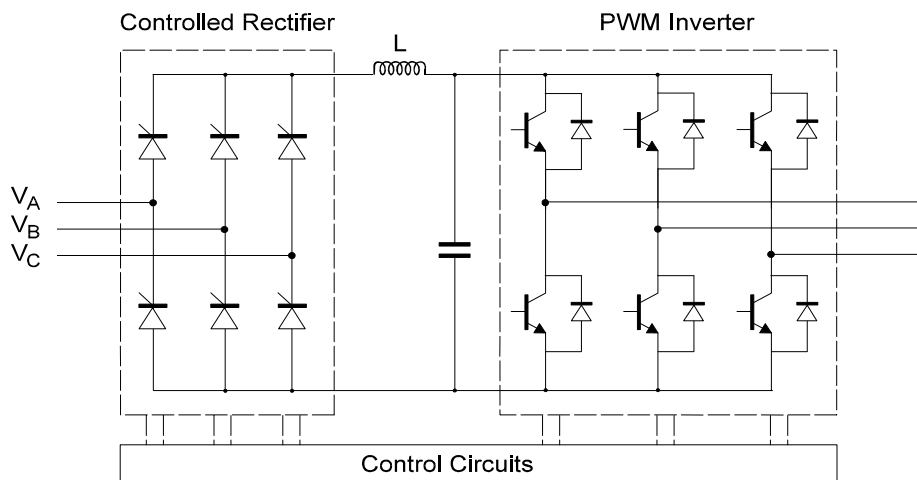 Controlled Rectifier
PWM Inverter
L
VA
VB
VC
Control Circuits